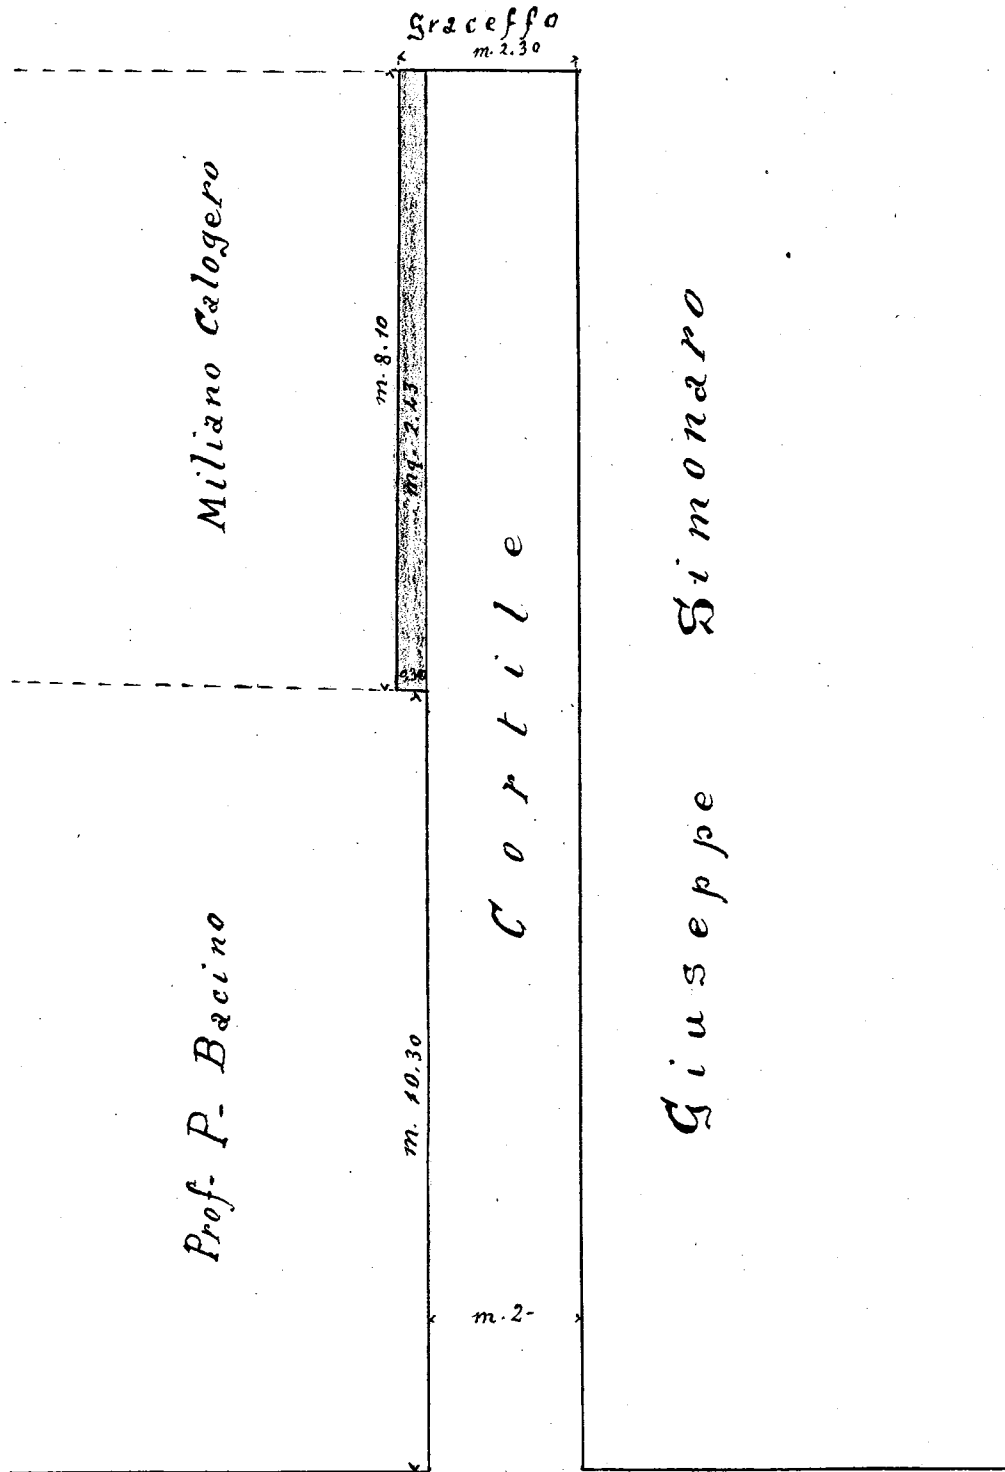 Graceffo
m. 2.30
Miliano Calogero
m. 8.10
mq. 2.43
0.30
Cortile
Giuseppe Simonaro
Prof. P. Bacino
m. 10,30
m. 2-